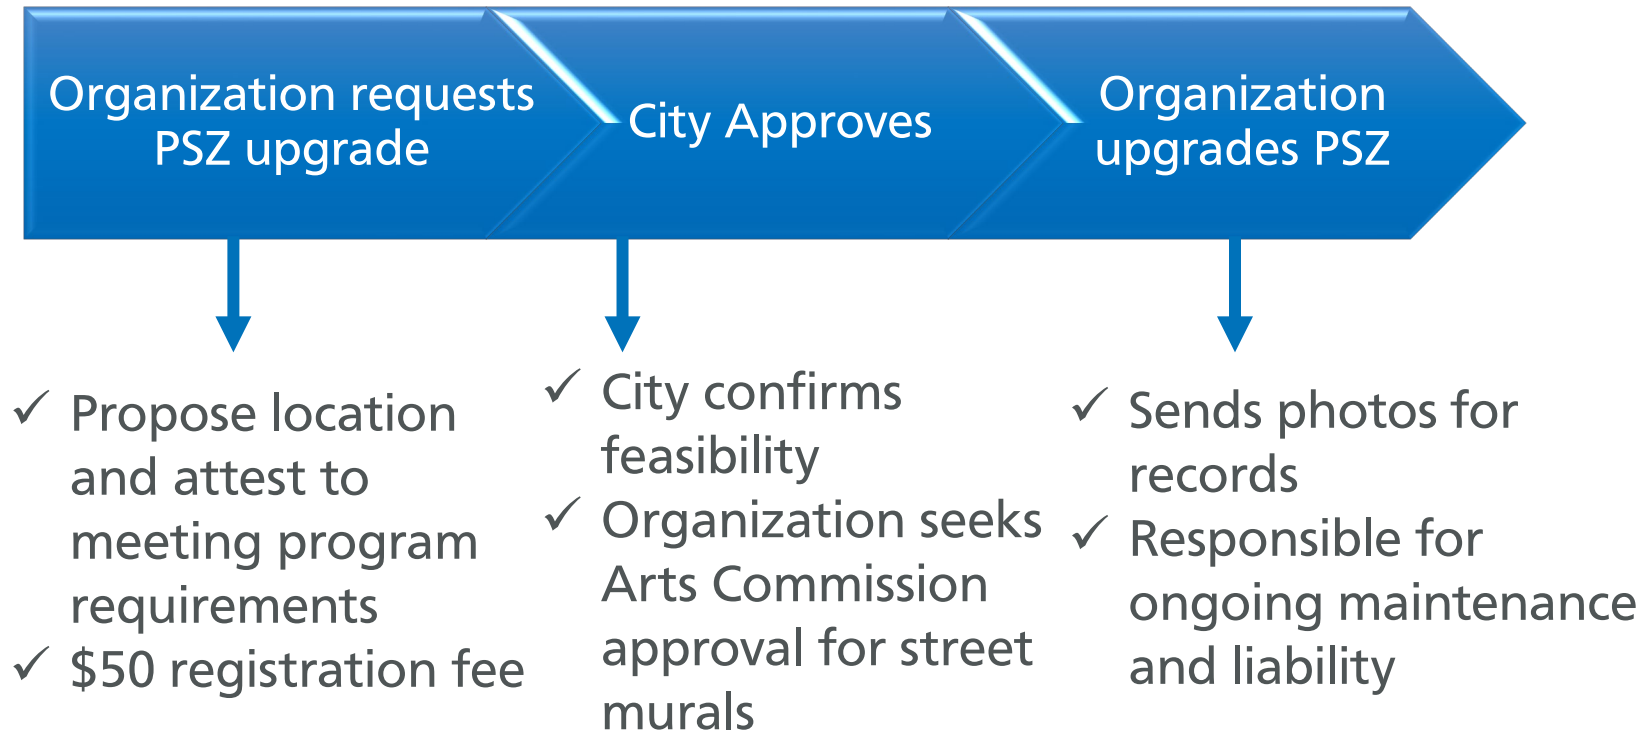 Organization requests
PSZ upgrade
City Approves
Organization
upgrades PSZ
✓ Propose location
and attest to
meeting program
requirements
✓ $50 registration fee
✓ City confirms
feasibility
✓ Organization seeks
Arts Commission
approval for street
murals
✓ Sends photos for
records
✓ Responsible for
ongoing maintenance
and liability